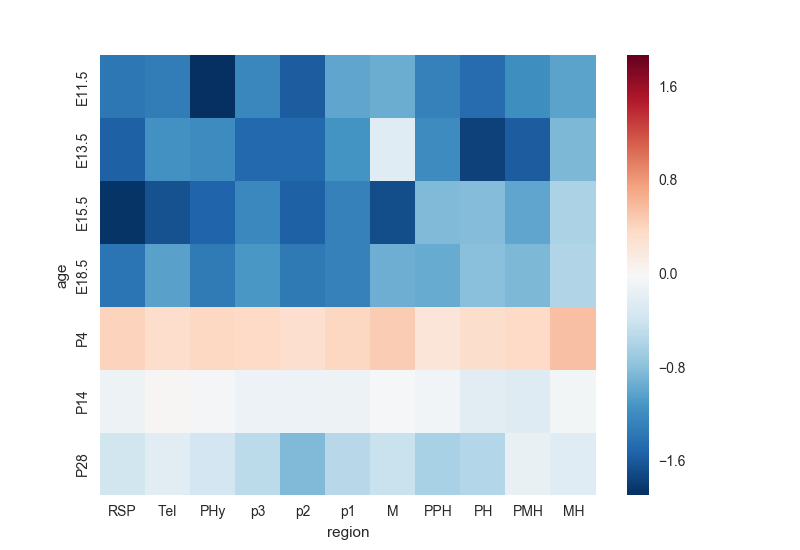 E11.5
E13.5
E15.5
E18.5
P4
P14
P28
age
RSP Tel PHy p3 p2 p1 M PPH PH PMH MH
region
1.6
0.8
0.0
−0.8
−1.6